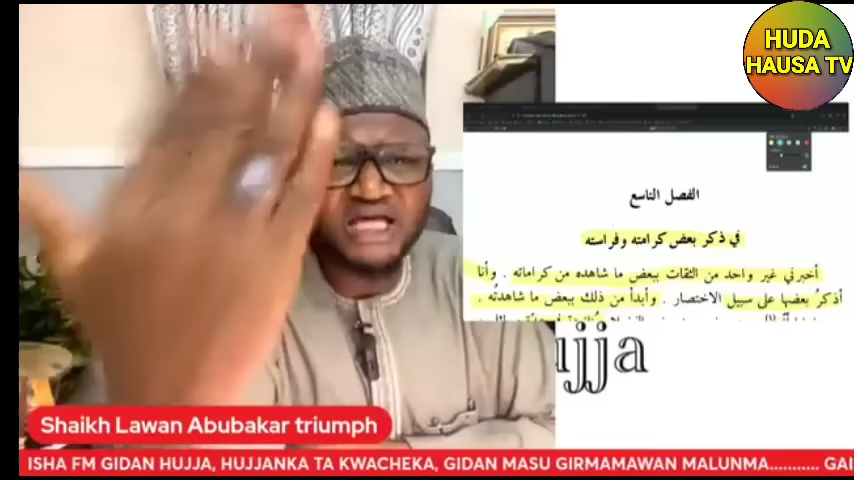 HUDA
HAUSA TV
الفصل التاسع
في ذكر بعض كرامته وفراسته
أخبرني غير واحد من الثقات ببعض ما شاهده من كراماته . وأنا
أذكرُ بعضها على سبيل الاختصار . وأبدأ من ذلك ببعض ما شاهدتُه .
ujja
Shaikh Lawan Abubakar triumph
ISHA FM GIDAN HUJJA, HUJJANKA TA KWACHEKA, GIDAN MASU GIRMAMAWAN MALUNMA........... GAI